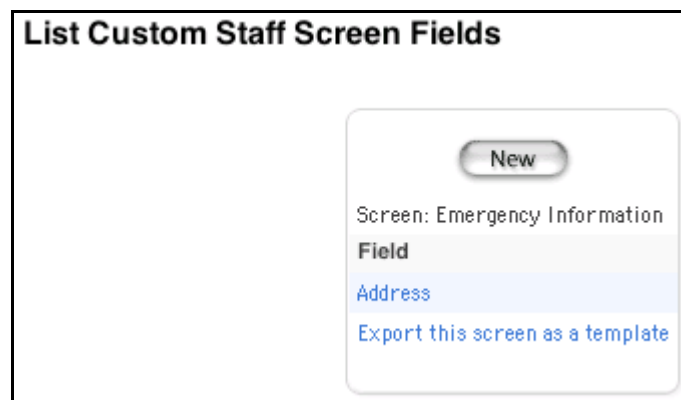 List Custom Staff Screen Fields
New
Screen: Emergency Information
Field
Address
Export this screen as a template